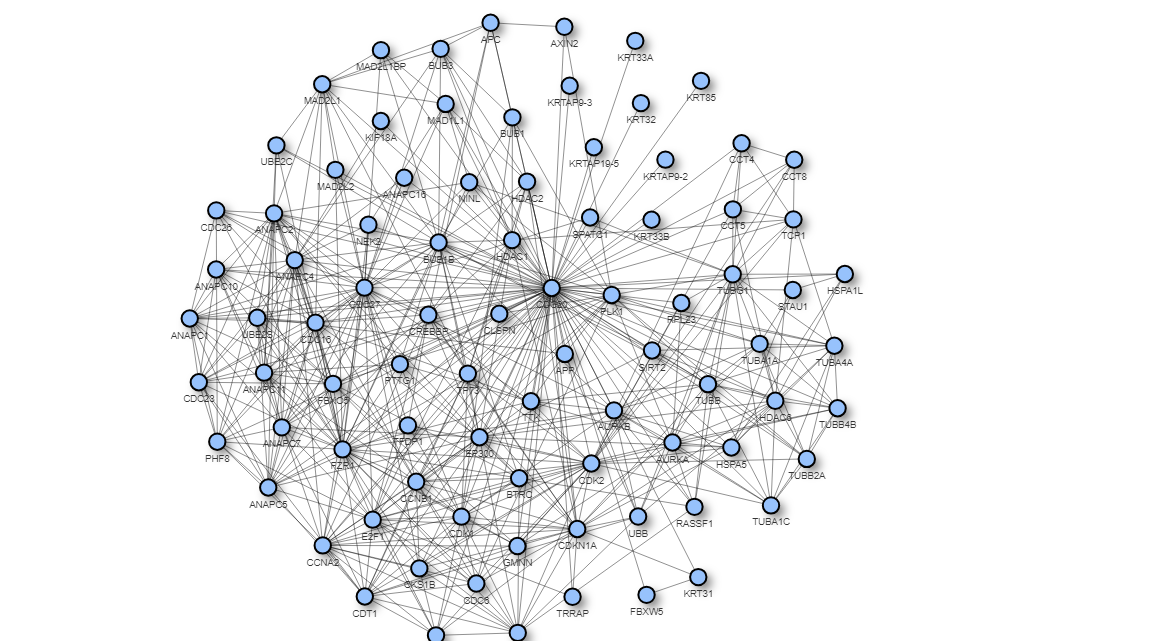 APC
AXIN2
KRT33A
MAD2L1BP
BUB3
KRT85
MAD2L1
KRTAP9-3
KRT32
MAD1L1
BUB1
KIF18A
UBE2C
KRTAP19-5
CCT4
KRTAP9-2
CCT8
MAD2L2
ANAPC16
NINL
HDAC2
CDC26
ANAPC2
SPATC1
KRT33B
CCT5
TCP1
NEK2
BUB1B
HDAC1
ANAPC4
ANAPC10
CDC27
CDC20
PLK1
TUBG1
STAU1
HSPA1L
RPL23
ANAPC1
UBE2S
CDC16
CREBBP
CLSPN
APP
SIRT2
TUBA1A
TUBA4A
CDC23
ANAPC11
FBXO5
PTTG1
TUBB
HDAC6
TUBB4B
TTK
AURKB
PHF8
ANAPC7
FZR1
TFDP1
EP300
AURKA
HSPA5
CDK2
TUBB2A
ANAPC5
CCNB1
BTRC
RASSF1
TUBA1C
E2F1
CDK1
CDKN1A
UBB
CCNA2
GMNN
CKS1B
CDC6
KRT31
CDT1
TRRAP
FBXW5